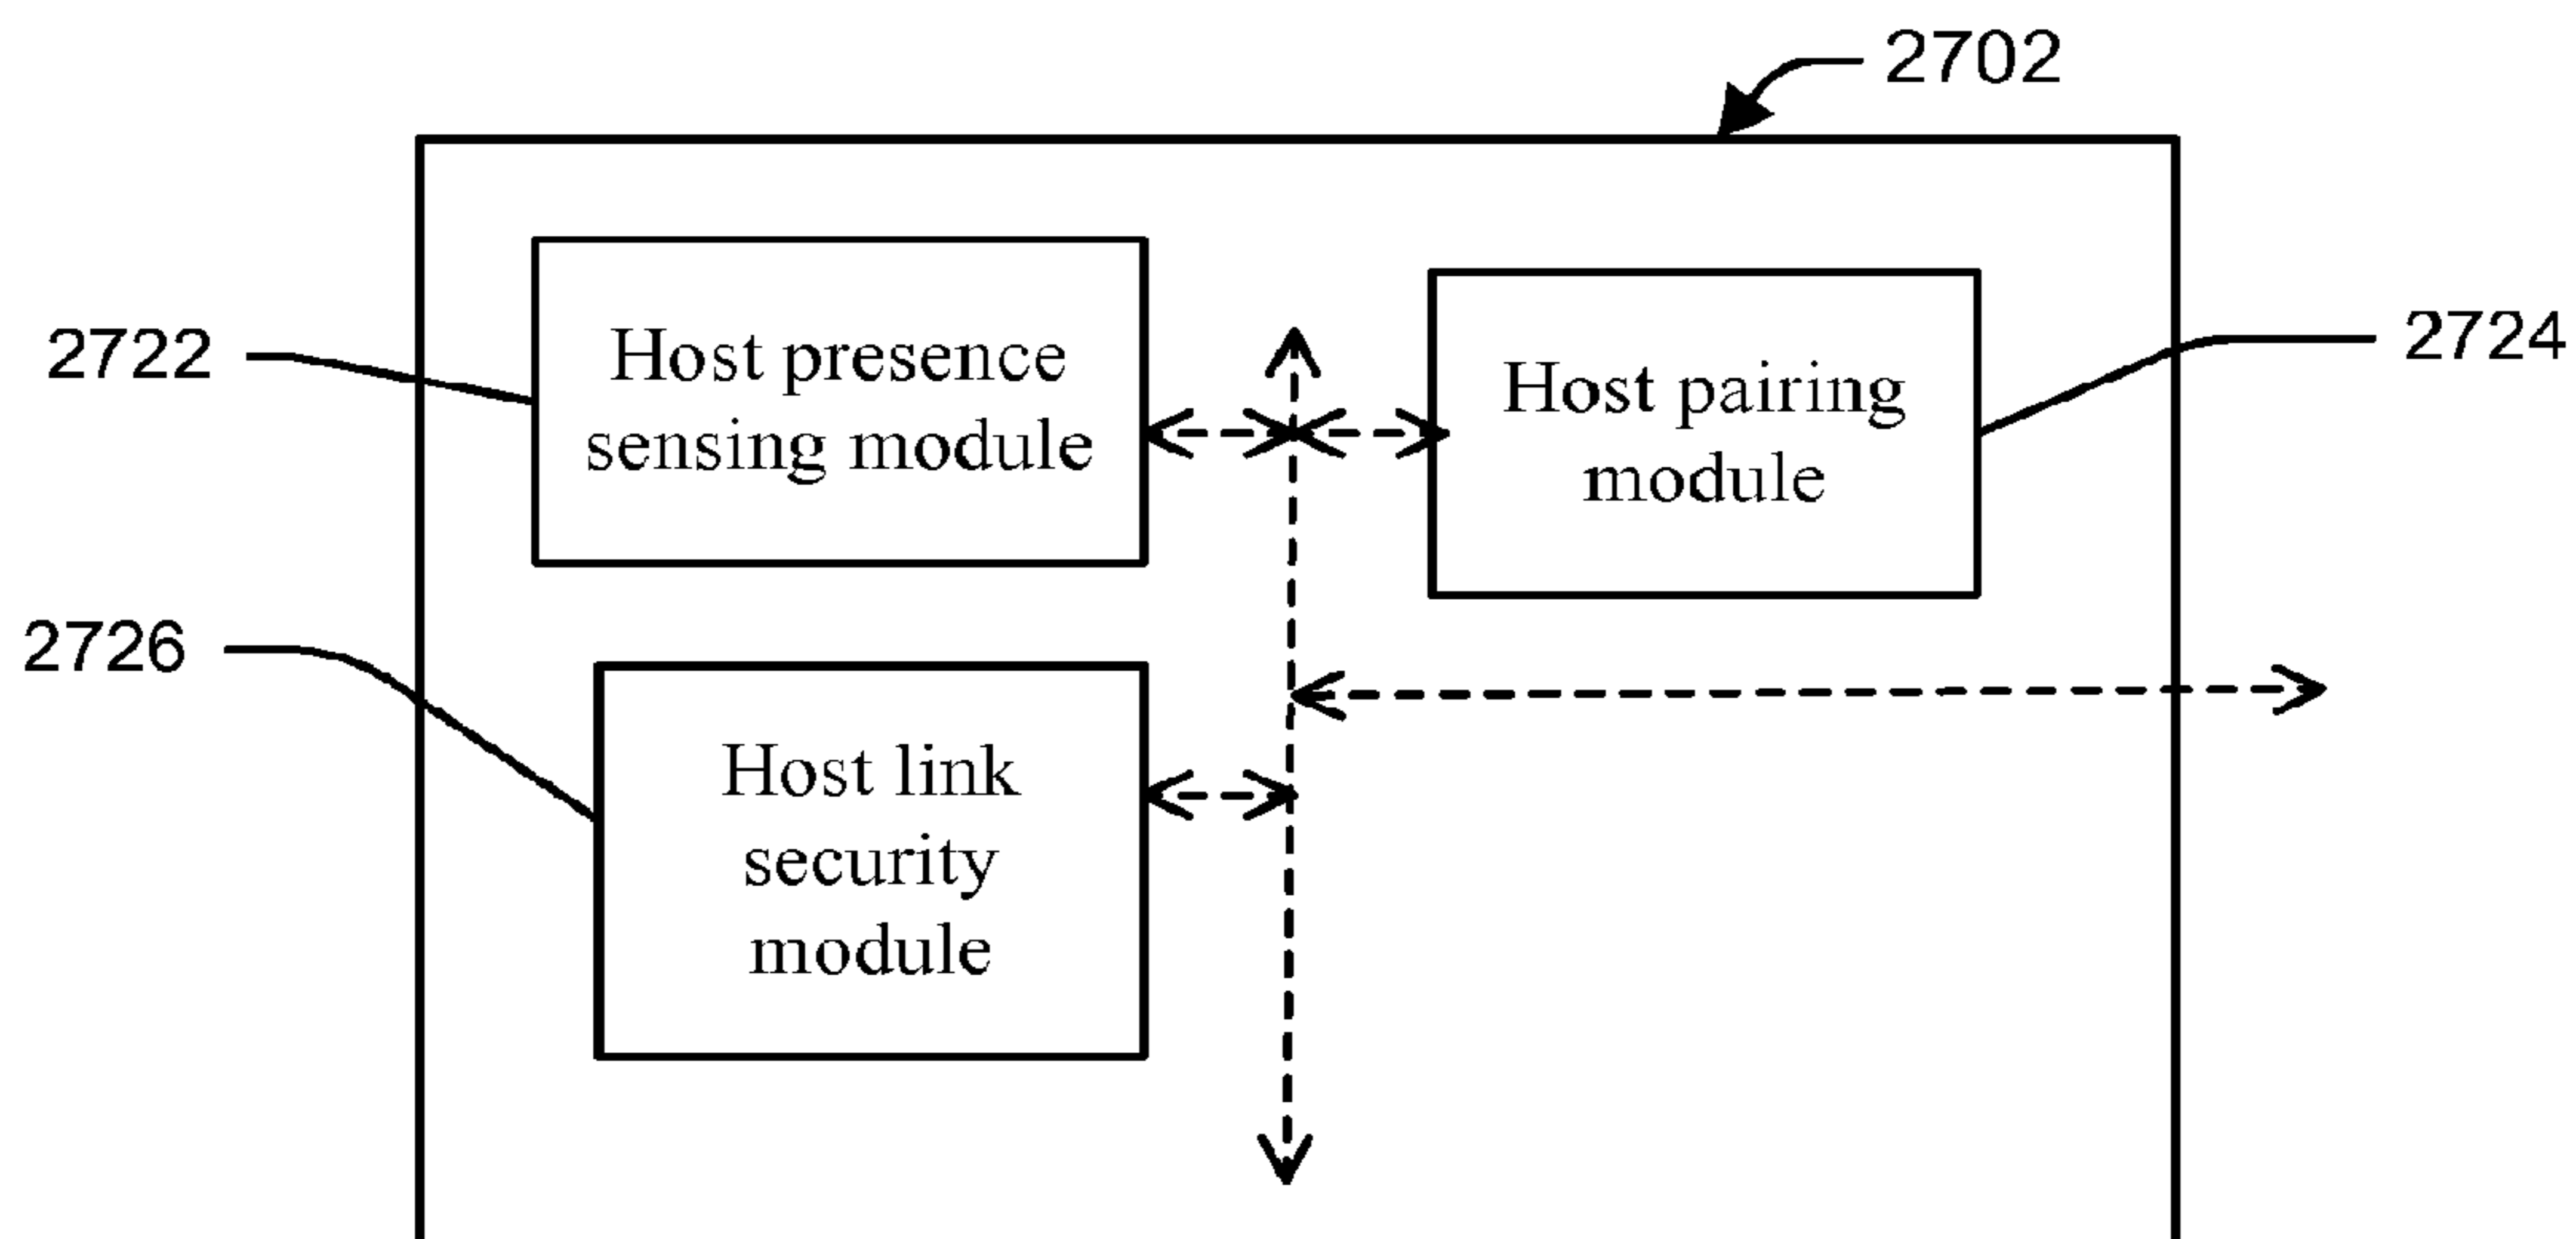 2702
2722
Host presence
sensing module
Host pairing
module
2724
2726
Host link
security
module